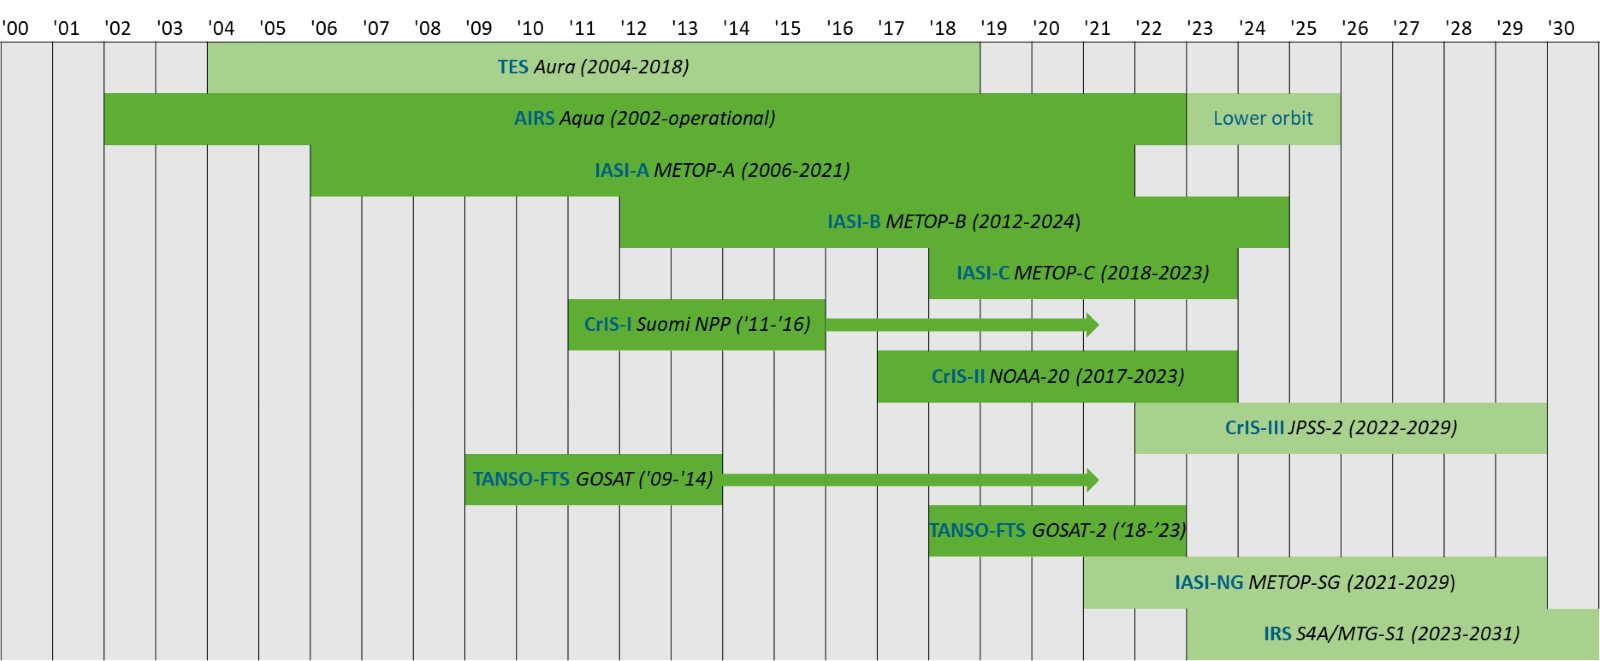 '00 '01 '02 '03 '04 '05 '06 '07 '08 '09 '10 '11 '12 '13 '14 '15 '16 '17 '18 '19 '20 '21 '22 '23 '24 '25 '26 '27 '28 '29 '30
TES Aura (2004-2018)
AIRS Aqua (2002-operational) Lower orbit
IASI-A METOP-A (2006-2021)
IASI-B METOP-B (2012-2024)
IASI-C METOP-C (2018-2023)
CrIS-I Suomi NPP ('11-'16)
CrIS-II NOAA-20 (2017-2023)
CrIS-III JPSS-2 (2022-2029)
TANSO-FTS GOSAT ('09-'14)
TANSO-FTS GOSAT-2 (‘18-’23)
IASI-NG METOP-SG (2021-2029)
IRS S4A/MTG-S1 (2023-2031)